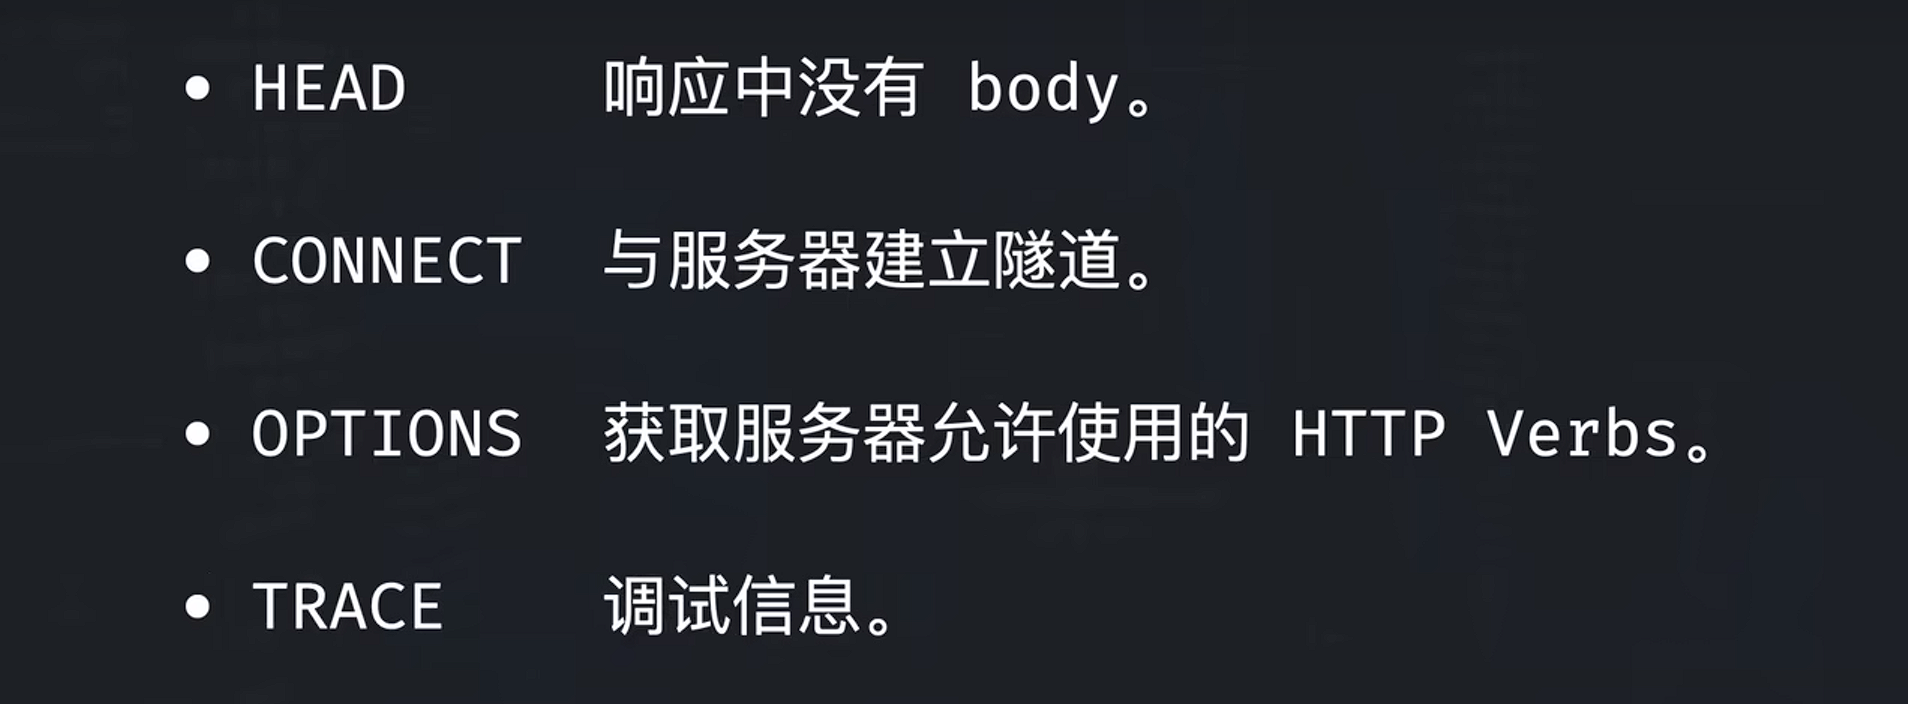 • HEAD 响应中没有 body。
• CONNECT 与服务器建立隧道。
• OPTIONS 获取服务器允许使用的 HTTP Verbs。
• TRACE 调试信息。